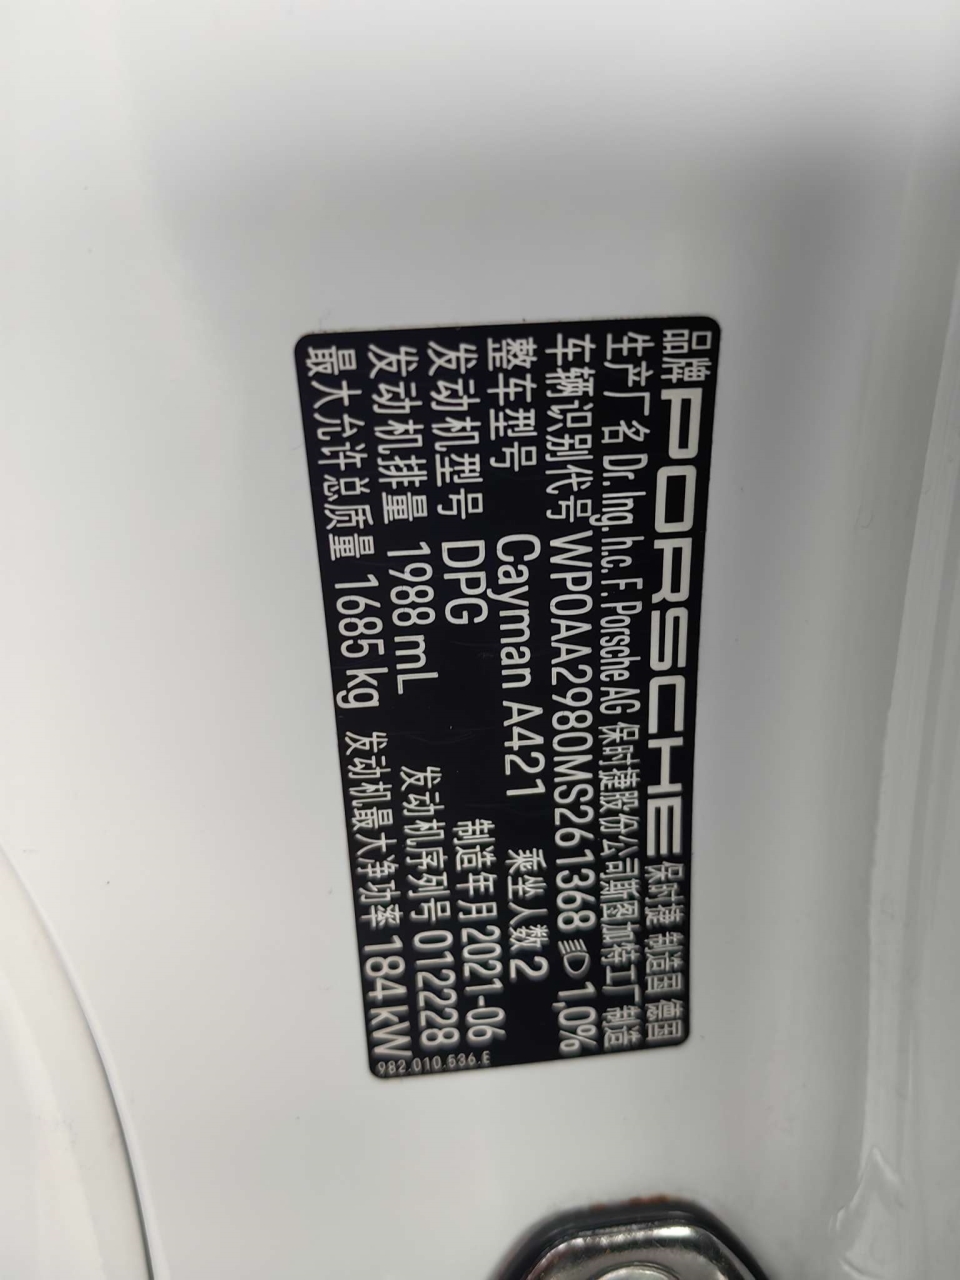 品牌 PORSCHE 保时捷 制造国 德国
生产厂名 Dr. Ing. h.c. F. Porsche AG 保时捷股份公司斯图加特工厂制造
车辆识别代号 WP0AA2980MS261368 1,0%
整车型号 Cayman A421 乘坐人数 2
发动机型号 DPG 制造年月 2021-06
发动机排量 1988 mL 发动机序列号 012228
最大允许总质量 1685 kg 发动机最大净功率 184 kW
982.010.536.E